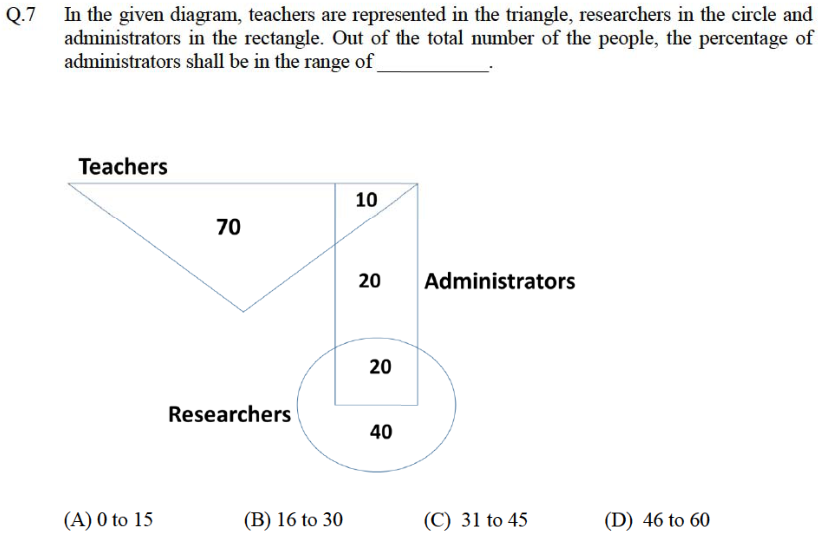 Q.7 In the given diagram, teachers are represented in the triangle, researchers in the circle and
administrators in the rectangle. Out of the total number of the people, the percentage of
administrators shall be in the range of ____________.
Teachers
10
70
20 Administrators
20
Researchers
40
(A) 0 to 15 (B) 16 to 30 (C) 31 to 45 (D) 46 to 60